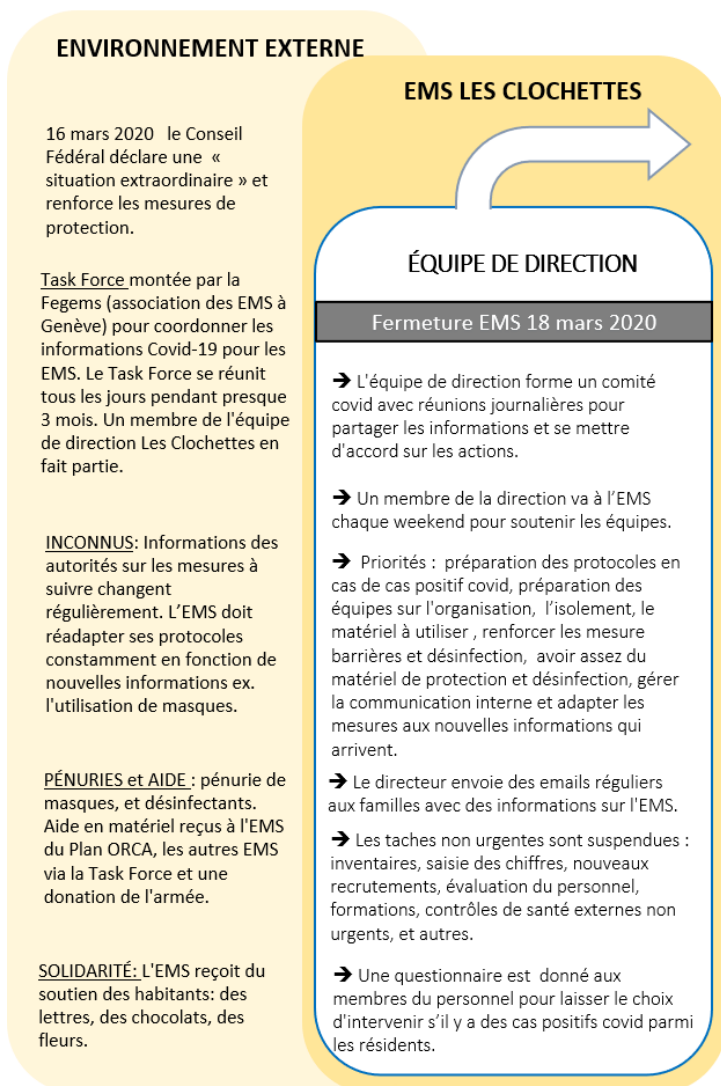 ENVIRONNEMENT EXTERNE
16 mars 2020 le Conseil
Fédéral déclare une «
situation extraordinaire » et
renforce les mesures de
protection.
Task Force montée par la
Fegems (association des EMS à
Genève) pour coordonner les
informations Covid-19 pour les
EMS. Le Task Force se réunit
tous les jours pendant presque
3 mois. Un membre de l'équipe
de direction Les Clochettes en
fait partie.
INCONNUS: Informations des
autorités sur les mesures à
suivre changent
régulièrement. L’EMS doit
réadapter ses protocoles
constamment en fonction de
nouvelles informations ex.
l'utilisation de masques.
PÉNURIES et AIDE : pénurie de
masques, et désinfectants.
Aide en matériel reçus à l'EMS
du Plan ORCA, les autres EMS
via la Task Force et une
donation de l'armée.
SOLIDARITÉ: L'EMS reçoit du
soutien des habitants: des
lettres, des chocolats, des
fleurs.
EMS LES CLOCHETTES
ÉQUIPE DE DIRECTION
Fermeture EMS 18 mars 2020
➔ L'équipe de direction forme un comité
covid avec réunions journalières pour
partager les informations et se mettre
d'accord sur les actions.
➔ Un membre de la direction va à l’EMS
chaque weekend pour soutenir les équipes.
➔ Priorités : préparation des protocoles en
cas de cas positif covid, préparation des
équipes sur l'organisation, l’isolement, le
matériel à utiliser , renforcer les mesure
barrières et désinfection, avoir assez du
matériel de protection et désinfection, gérer
la communication interne et adapter les
mesures aux nouvelles informations qui
arrivent.
➔ Le directeur envoie des emails réguliers
aux familles avec des informations sur l'EMS.
➔ Les taches non urgentes sont suspendues :
inventaires, saisie des chiffres, nouveaux
recrutements, évaluation du personnel,
formations, contrôles de santé externes non
urgents, et autres.
➔ Une questionnaire est donné aux
membres du personnel pour laisser le choix
d'intervenir s’il y a des cas positifs covid parmi
les résidents.